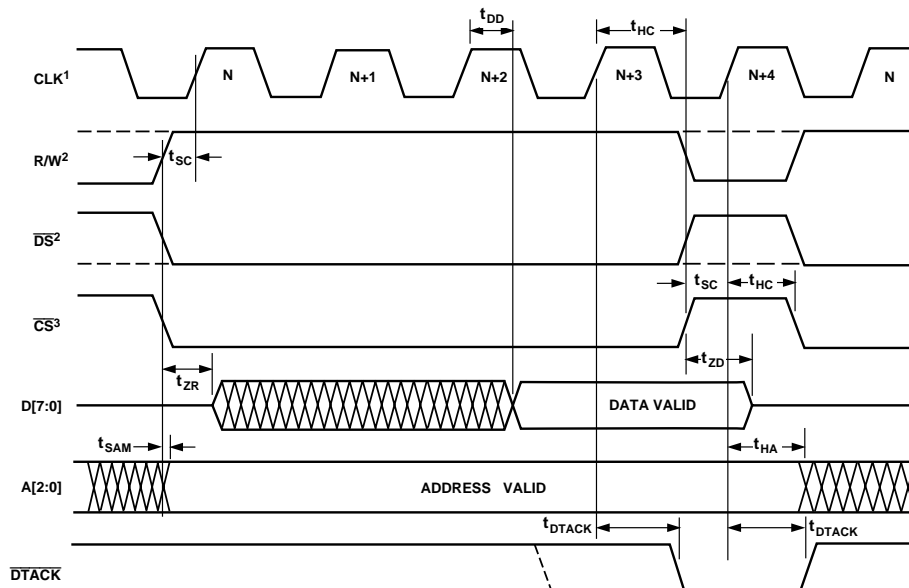 tDD
tHC
CLK1
N
N+1
N+2
N+3
N+4
N
R/W2
tSC
DS2
tSC
tHC
CS3
tZR
tZD
D[7:0]
DATA VALID
tSAM
tHA
A[2:0]
ADDRESS VALID
tDTACK
tDTACK
DTACK